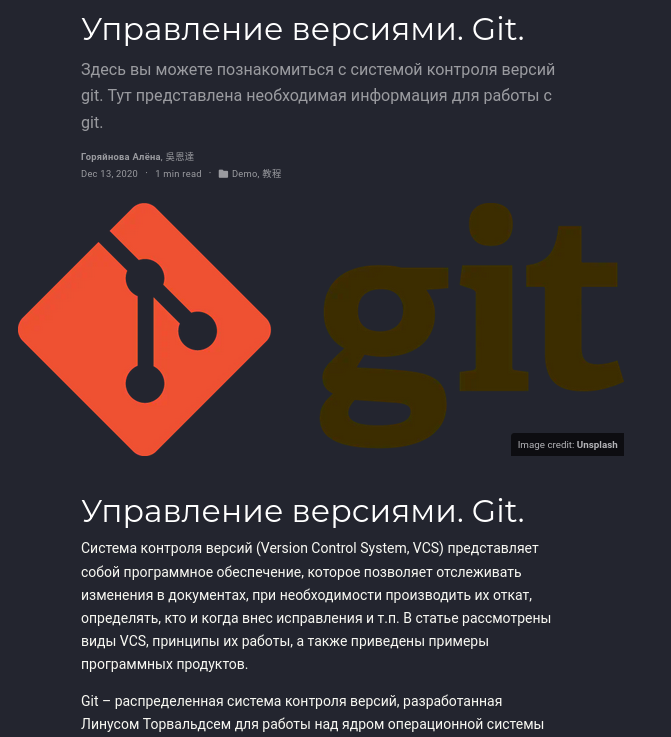 Управление версиями. Git.
Здесь вы можете познакомиться с системой контроля версий
git. Тут представлена необходимая информация для работы с
git.
Горяйнова Алёна, 吳恩達
Dec 13, 2020 · 1 min read · Demo, 教程
git
Image credit: Unsplash
Управление версиями. Git.
Система контроля версий (Version Control System, VCS) представляет
собой программное обеспечение, которое позволяет отслеживать
изменения в документах, при необходимости производить их откат,
определять, кто и когда внес исправления и т.п. В статье рассмотрены
виды VCS, принципы их работы, а также приведены примеры
программных продуктов.
Git – распределенная система контроля версий, разработанная
Линусом Торвальдсем для работы над ядром операционной системы